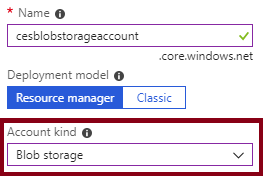 * Name
cesblobstorageaccount
.core.windows.net
Deployment model
Resource manager Classic
Account kind
Blob storage